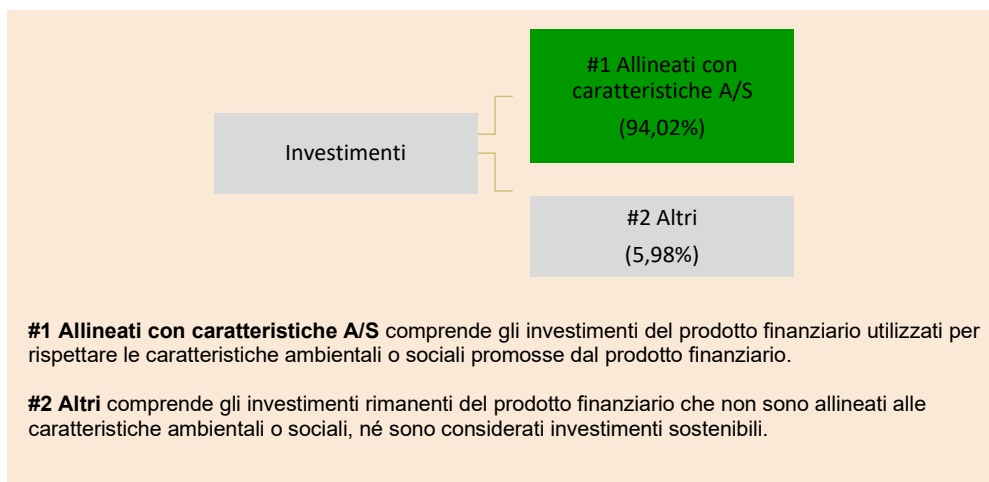 #1 Allineati con
caratteristiche A/S
(94,02%)
Investimenti
#2 Altri
(5,98%)
#1 Allineati con caratteristiche A/S comprende gli investimenti del prodotto finanziario utilizzati per
rispettare le caratteristiche ambientali o sociali promosse dal prodotto finanziario.
#2 Altri comprende gli investimenti rimanenti del prodotto finanziario che non sono allineati alle
caratteristiche ambientali o sociali, né sono considerati investimenti sostenibili.